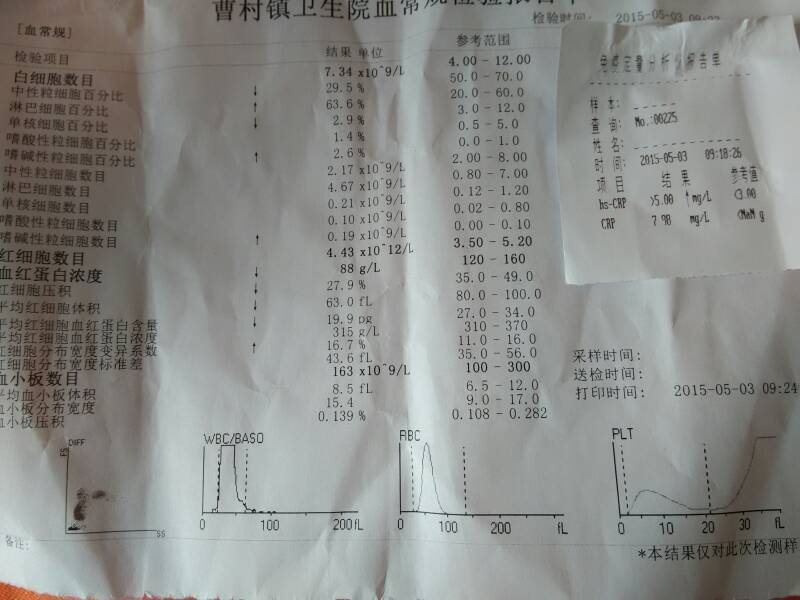 曹村镇卫生院血常规检验报告单
[血常规]
检验时间: 2015-05-03 09:23
检验项目 结果 单位 参考范围
白细胞数目 7.34 x10^9/L 4.00 - 12.00
中性粒细胞百分比 ↓ 29.5 % 50.0 - 70.0
淋巴细胞百分比 ↑ 63.6 % 20.0 - 60.0
单核细胞百分比 ↓ 2.9 % 3.0 - 12.0
嗜酸性粒细胞百分比 1.4 % 0.5 - 5.0
嗜碱性粒细胞百分比 ↑ 2.6 % 0.0 - 1.0
中性粒细胞数目 2.17 x10^9/L 2.00 - 8.00
淋巴细胞数目 4.67 x10^9/L 0.80 - 7.00
单核细胞数目 0.21 x10^9/L 0.12 - 1.20
嗜酸性粒细胞数目 0.10 x10^9/L 0.02 - 0.80
嗜碱性粒细胞数目 ↑ 0.19 x10^9/L 0.00 - 0.10
红细胞数目 4.43 x10^12/L 3.50 - 5.20
血红蛋白浓度 ↓ 88 g/L 120 - 160
红细胞压积 ↓ 27.9 % 35.0 - 49.0
平均红细胞体积 ↓ 63.0 fL 80.0 - 100.0
平均红细胞血红蛋白含量 ↓ 19.9 pg 27.0 - 34.0
平均红细胞血红蛋白浓度 315 g/L 310 - 370
红细胞分布宽度变异系数 ↑ 16.7 % 11.0 - 16.0
红细胞分布宽度标准差 43.6 fL 35.0 - 56.0
血小板数目 163 x10^9/L 100 - 300
平均血小板体积 8.5 fL 6.5 - 12.0
血小板分布宽度 15.4 9.0 - 17.0
血小板压积 0.139 % 0.108 - 0.282
免疫定量分析仪报告单
样本:
查询: No.:00225
姓名:
时间: 2015-05-03 09:18:26
项目 结果 参考值
hs-CRP >5.00 ↑ mg/L <3.00
CRP 7.98 mg/L
采样时间:
送检时间:
打印时间: 2015-05-03 09:24
DIFF
FS
SS
WBC/BASO
0 100 200 fL
RBC
0 100 200 fL
PLT
0 10 20 30 fL
备注:
*本结果仅对此次检测样